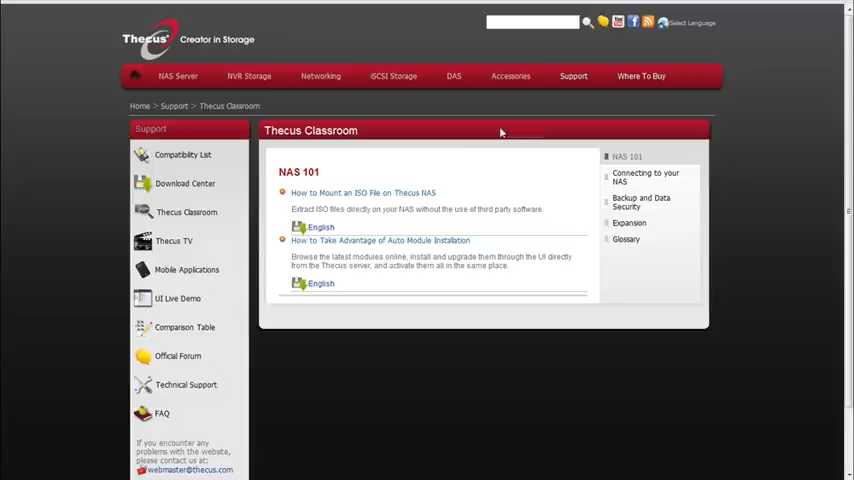 Thecus Creator in Storage
Select Language
NAS Server NVR Storage Networking iSCSI Storage DAS Accessories Support Where To Buy
Home > Support > Thecus Classroom
Support
Compatibility List
Download Center
Thecus Classroom
Thecus TV
Mobile Applications
UI Live Demo
Comparison Table
Official Forum
Technical Support
FAQ
If you encounter any
problems with the website,
please contact us at:
webmaster@thecus.com
Thecus Classroom
NAS 101
How to Mount an ISO File on Thecus NAS
Extract ISO files directly on your NAS without the use of third party software.
English
How to Take Advantage of Auto Module Installation
Browse the latest modules online, install and upgrade them through the UI directly
from the Thecus server, and activate them all in the same place.
English
NAS 101
Connecting to your
NAS
Backup and Data
Security
Expansion
Glossary